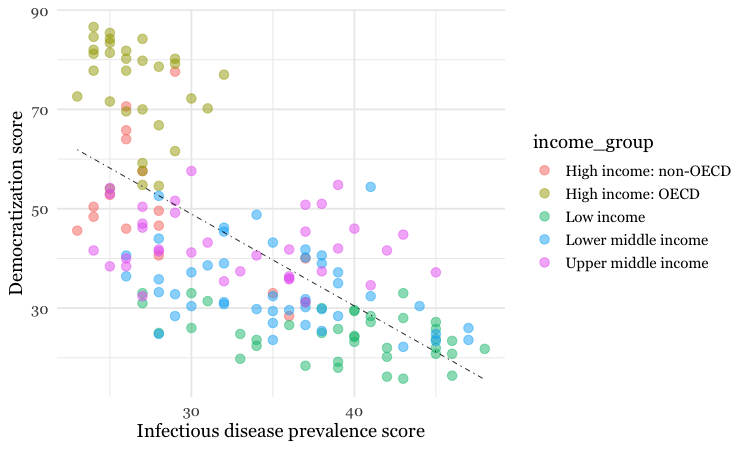 90
70
50
30
30
40
Infectious disease prevalence score
Democratization score
income_group
High income: non-OECD
High income: OECD
Low income
Lower middle income
Upper middle income